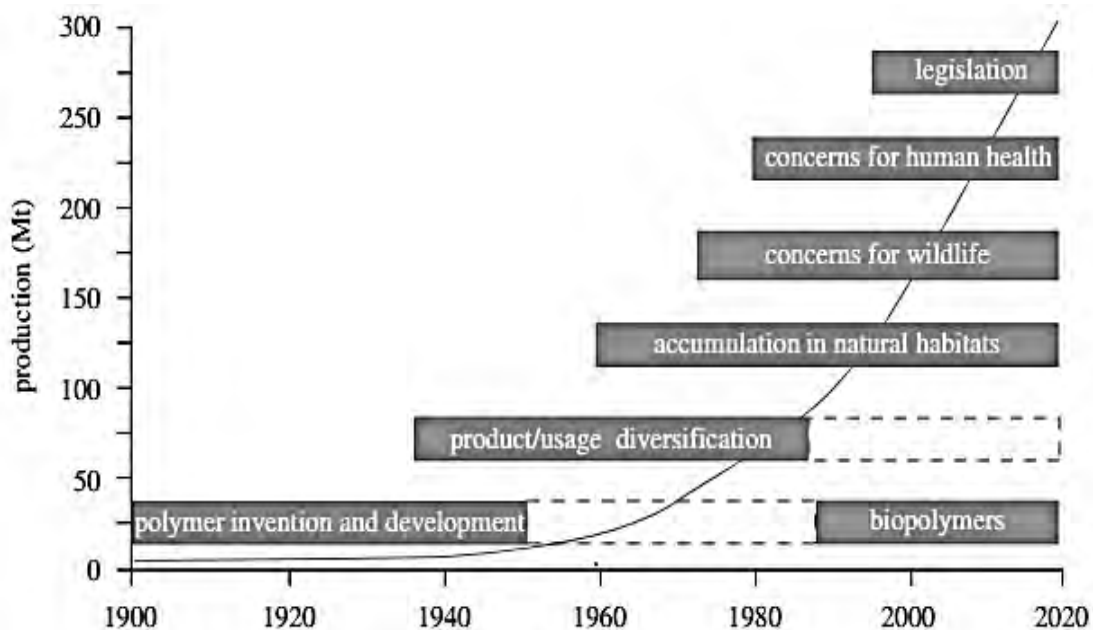 300
250
200
150
100
50
0
production (Mt)
legislation
concerns for human health
concerns for wildlife
accumulation in natural habitats
product/usage diversification
polymer invention and development
biopolymers
1900 1920 1940 1960 1980 2000 2020